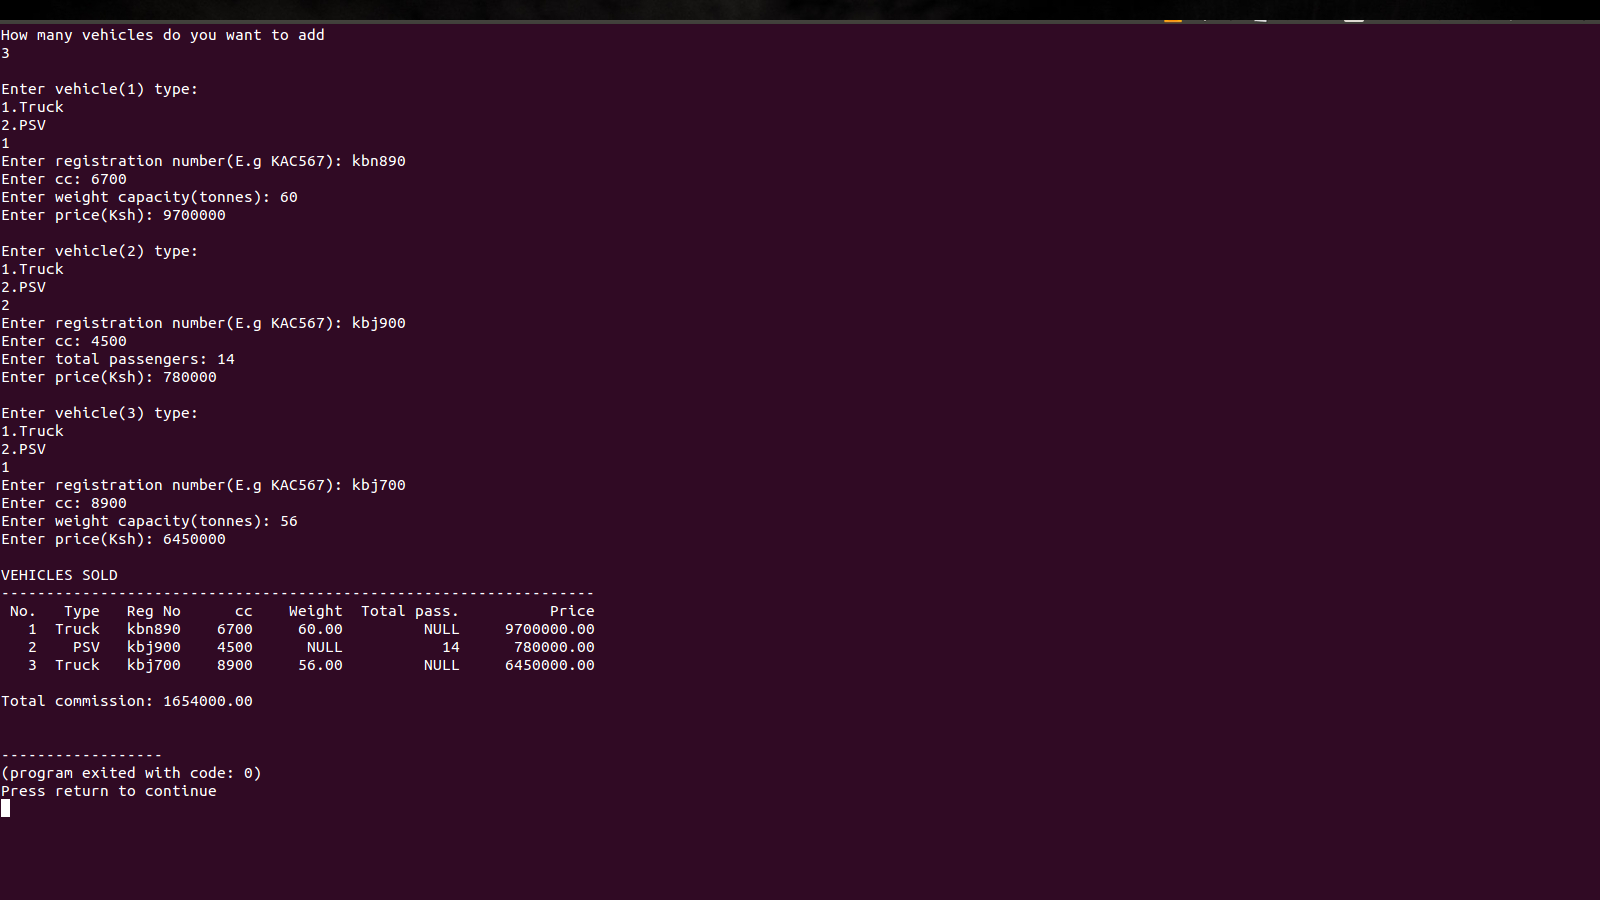 How many vehicles do you want to add
3
Enter vehicle(1) type:
1.Truck
2.PSV
1
Enter registration number(E.g KAC567): kbn890
Enter cc: 6700
Enter weight capacity(tonnes): 60
Enter price(Ksh): 9700000
Enter vehicle(2) type:
1.Truck
2.PSV
2
Enter registration number(E.g KAC567): kbj900
Enter cc: 4500
Enter total passengers: 14
Enter price(Ksh): 780000
Enter vehicle(3) type:
1.Truck
2.PSV
1
Enter registration number(E.g KAC567): kbj700
Enter cc: 8900
Enter weight capacity(tonnes): 56
Enter price(Ksh): 6450000
VEHICLES SOLD
------------------------------------------------------------------
No. Type Reg No cc Weight Total pass. Price
1 Truck kbn890 6700 60.00 NULL 9700000.00
2 PSV kbj900 4500 NULL 14 780000.00
3 Truck kbj700 8900 56.00 NULL 6450000.00
Total commission: 1654000.00
------------------
(program exited with code: 0)
Press return to continue